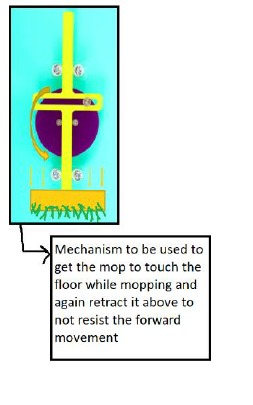 Mechanism to be used to
get the mop to touch the
floor while mopping and
again retract it above to
not resist the forward
movement